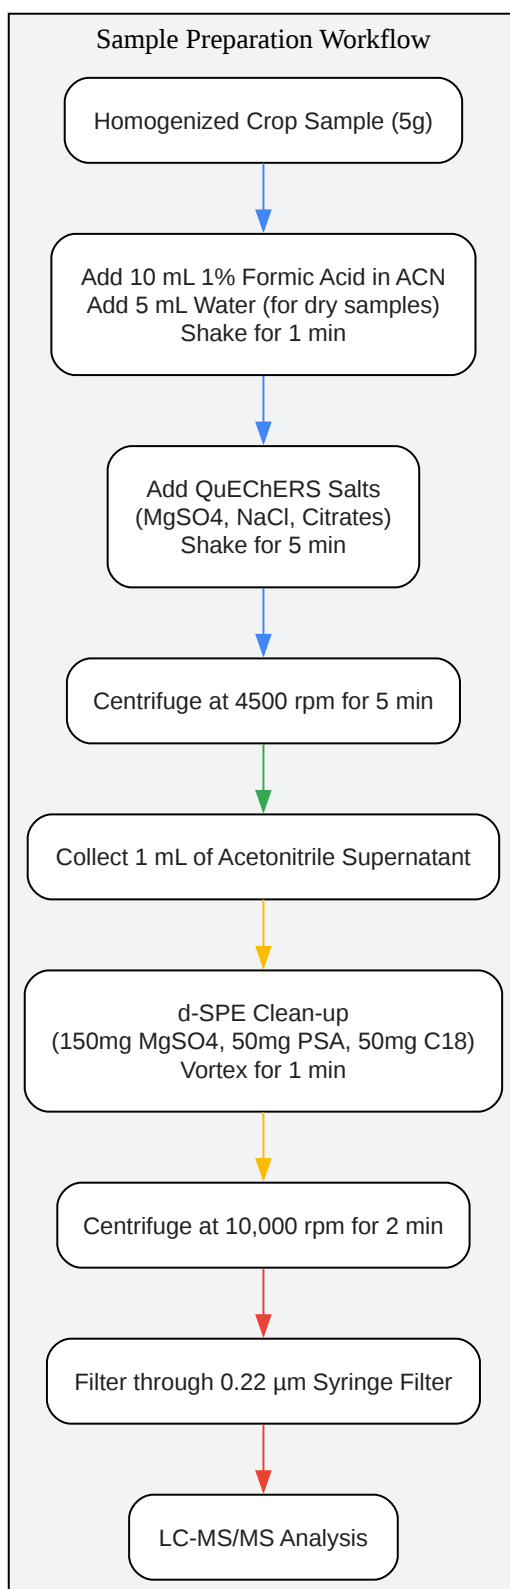 Sample Preparation Workflow
Homogenized Crop Sample (5g)
Add 10 mL 1% Formic Acid in ACN
Add 5 mL Water (for dry samples)
Shake for 1 min
Add QuEChERS Salts
(MgSO4, NaCl, Citrates)
Shake for 5 min
Centrifuge at 4500 rpm for 5 min
Collect 1 mL of Acetonitrile Supernatant
d-SPE Clean-up
(150mg MgSO4, 50mg PSA, 50mg C18)
Vortex for 1 min
Centrifuge at 10,000 rpm for 2 min
Filter through 0.22 µm Syringe Filter
LC-MS/MS Analysis